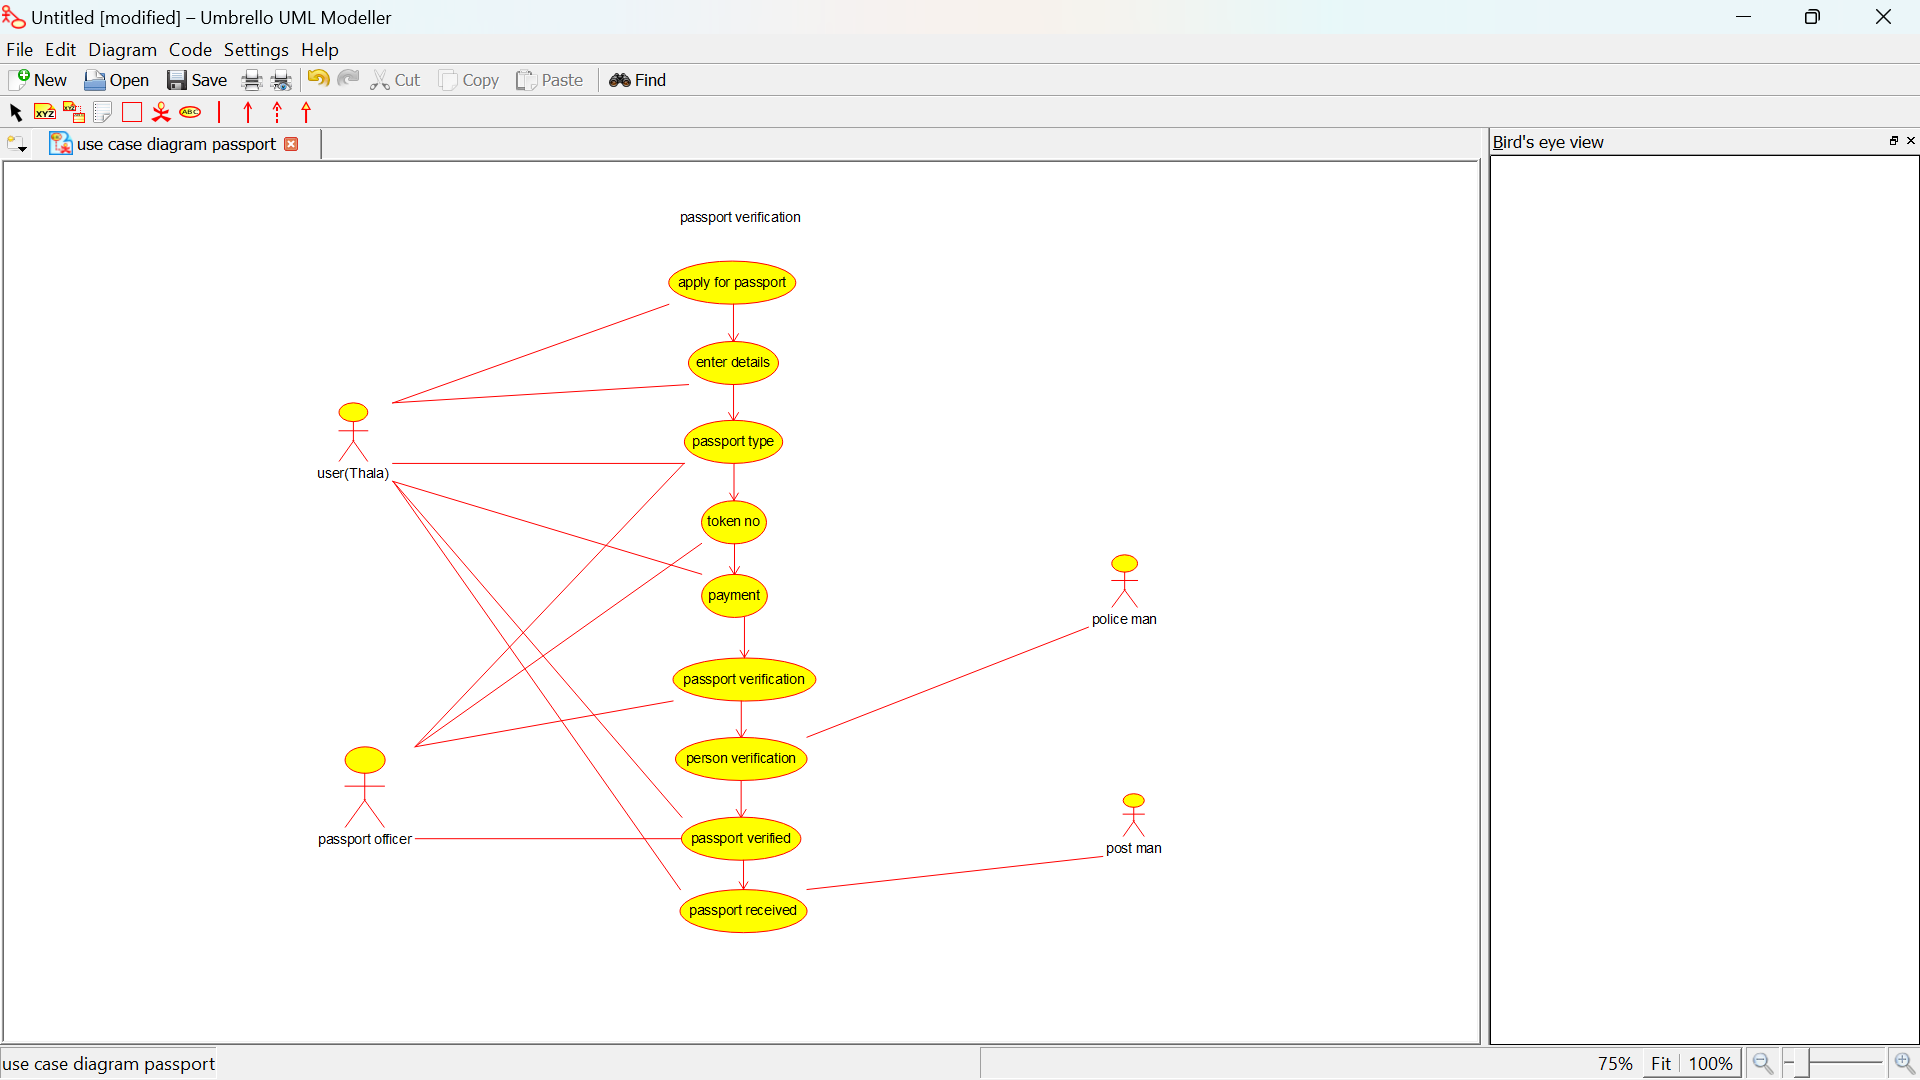 Untitled [modified] – Umbrello UML Modeller
File Edit Diagram Code Settings Help
New Open Save Cut Copy Paste Find
XYZ XYZ ABC
use case diagram passport
Bird's eye view
passport verification
apply for passport
enter details
passport type
user(Thala)
token no
payment
police man
passport verification
person verification
passport verified
passport officer
post man
passport received
use case diagram passport
75% Fit 100%